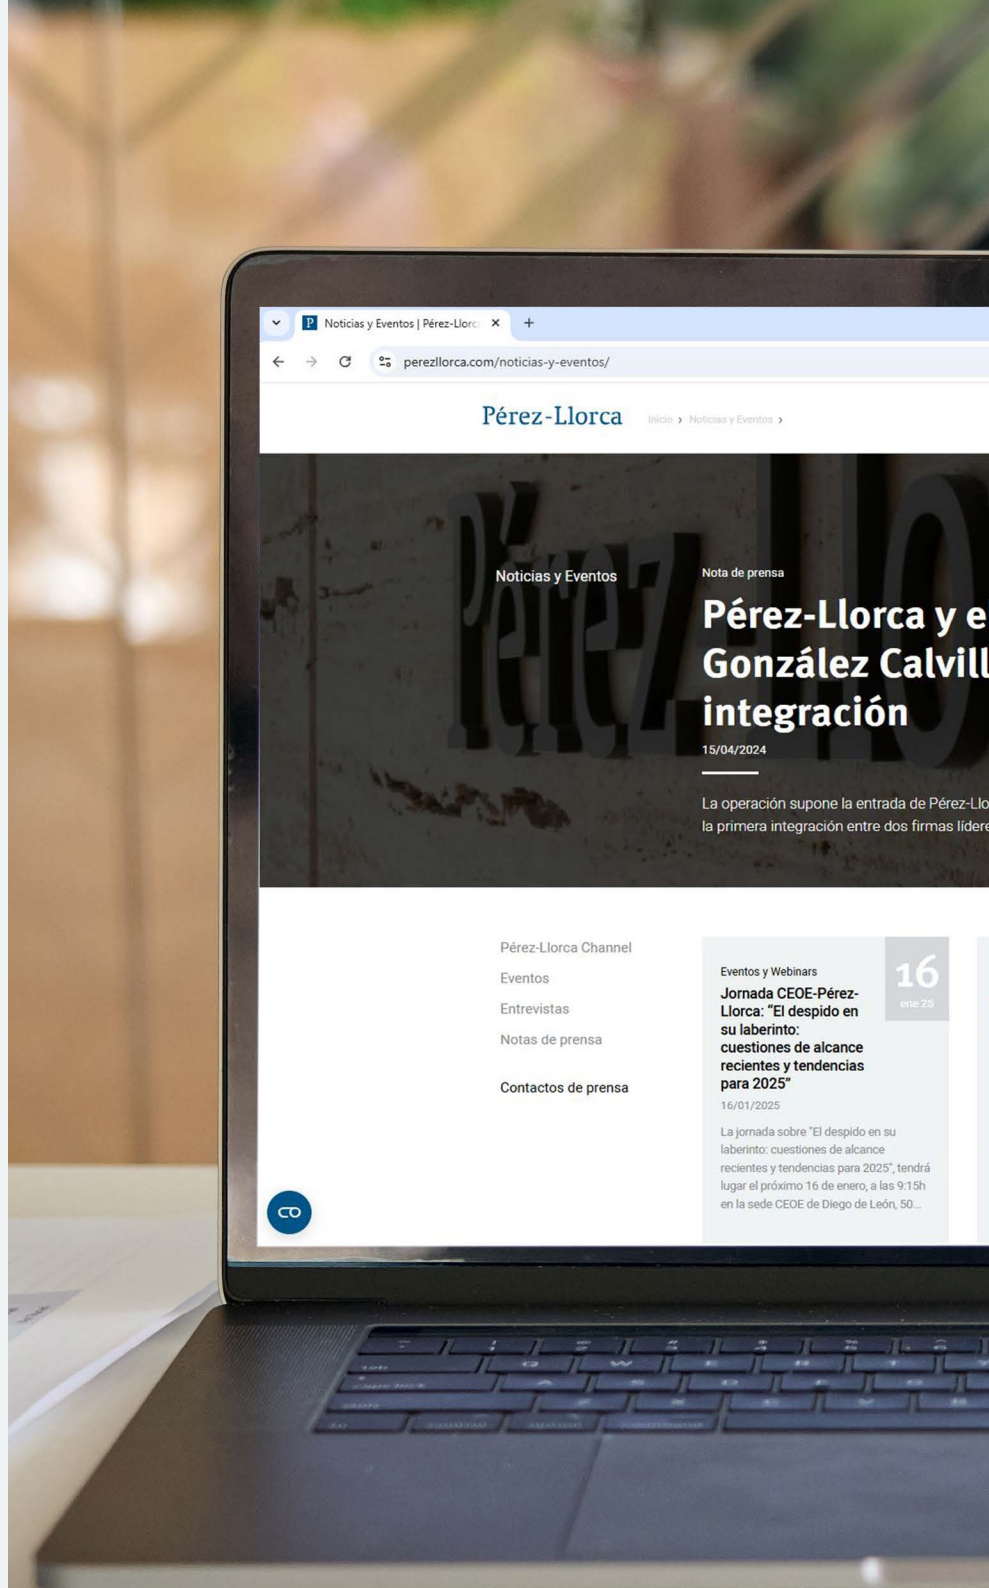 Noticias y Eventos | Pérez-Llorc
perezllorca.com/noticias-y-eventos/
Pérez-Llorca
Inicio › Noticias y Eventos ›
Noticias y Eventos
Nota de prensa
Pérez-Llorca y e
González Calvill
integración
15/04/2024
La operación supone la entrada de Pérez-Llo
la primera integración entre dos firmas lídere
Pérez-Llo
Pérez-Llorca Channel
Eventos
Entrevistas
Notas de prensa
Contactos de prensa
Eventos y Webinars
16
ene 25
Jornada CEOE-Pérez-
Llorca: “El despido en
su laberinto:
cuestiones de alcance
recientes y tendencias
para 2025”
16/01/2025
La jornada sobre "El despido en su
laberinto: cuestiones de alcance
recientes y tendencias para 2025", tendrá
lugar el próximo 16 de enero, a las 9:15h
en la sede CEOE de Diego de León, 50...